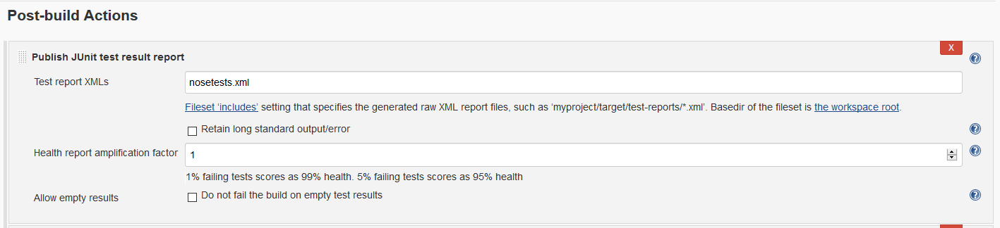 Post-build Actions
X
Publish JUnit test result report
?
Test report XMLs
nosetests.xml
Fileset ‘includes’ setting that specifies the generated raw XML report files, such as ‘myproject/target/test-reports/*.xml’. Basedir of the fileset is the workspace root.
Retain long standard output/error
?
Health report amplification factor
1
?
1% failing tests scores as 99% health. 5% failing tests scores as 95% health
Allow empty results
Do not fail the build on empty test results
?